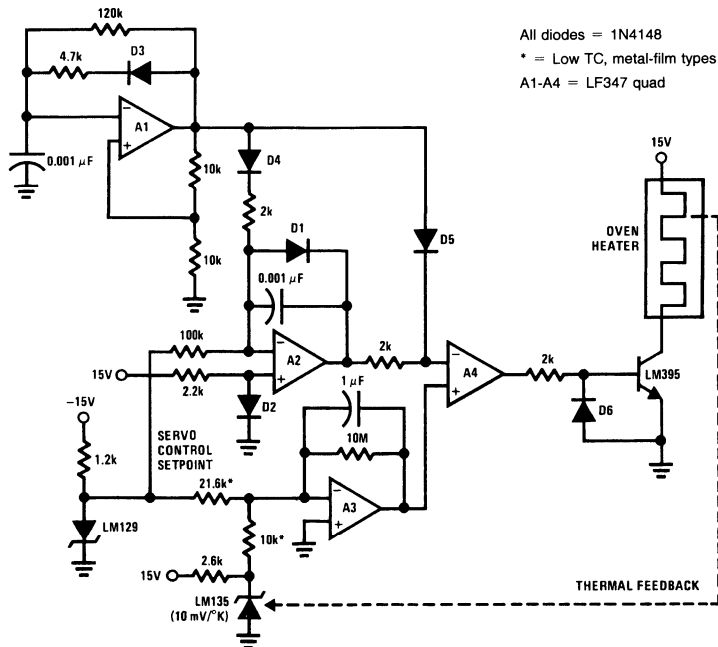 120k
4.7k
D3
All diodes = 1N4148
* = Low TC, metal-film types
A1-A4 = LF347 quad
−
A1
+
0.001 μF
10k
10k
D4
2k
D1
0.001 μF
D5
15V
OVEN
HEATER
100k
−
A2
+
15V
2.2k
D2
2k
−
A4
+
2k
LM395
D6
-15V
1.2k
SERVO
CONTROL
SETPOINT
21.6k*
1 μF
10M
−
A3
+
LM129
10k*
15V
2.6k
LM135
(10 mV/°K)
THERMAL FEEDBACK